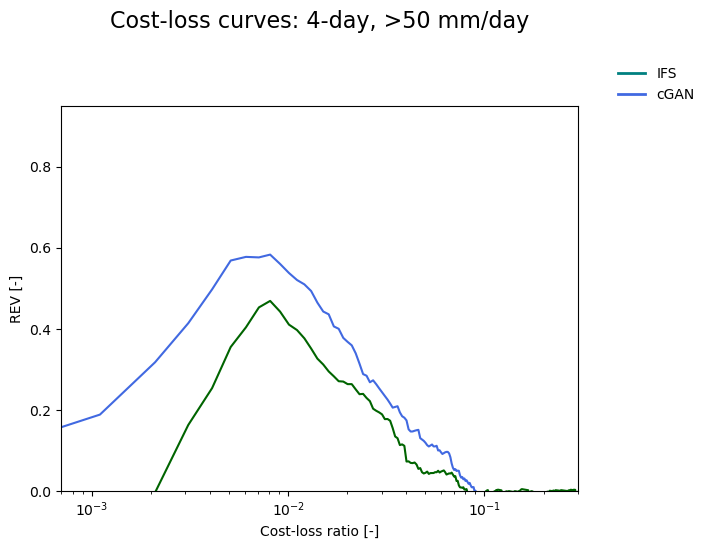 Cost-loss curves: 4-day, >50 mm/day
IFS
cGAN
REV [-]
0.8
0.6
0.4
0.2
0.0
10⁻³
10⁻²
10⁻¹
Cost-loss ratio [-]